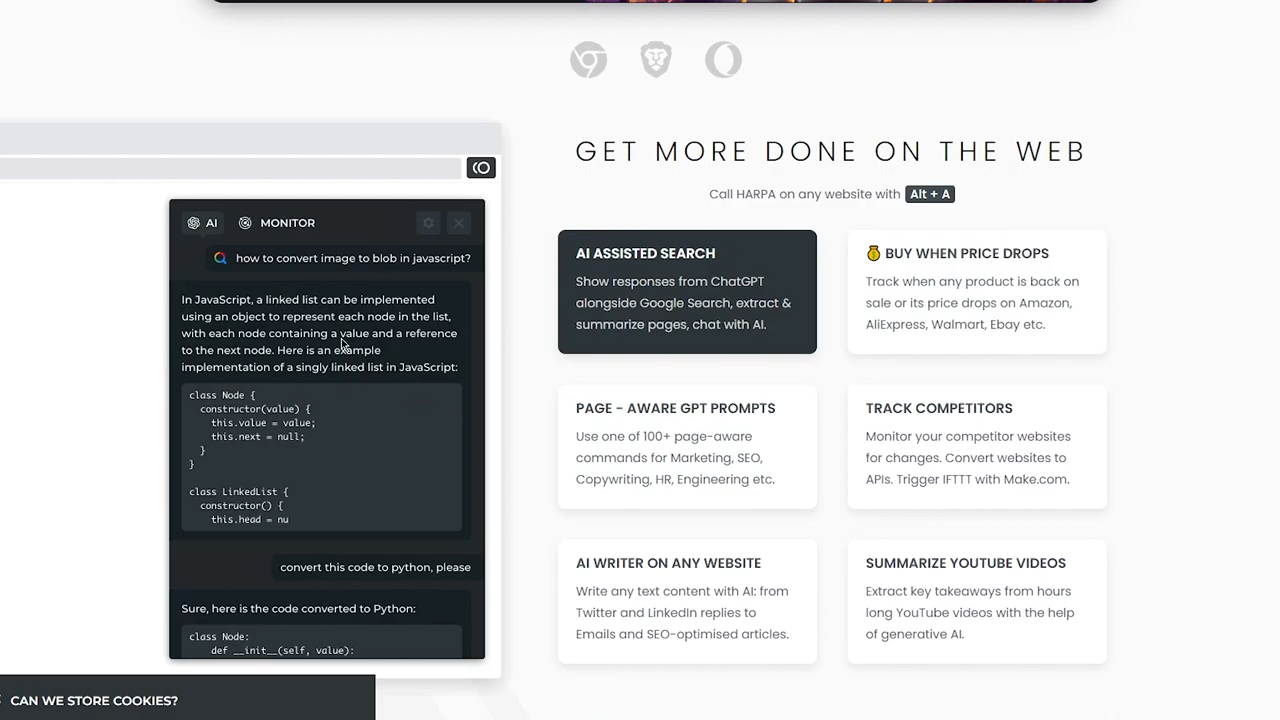 AI MONITOR
how to convert image to blob in javascript?
In JavaScript, a linked list can be implemented
using an object to represent each node in the list,
with each node containing a value and a reference
to the next node. Here is an example
implementation of a singly linked list in JavaScript:
class Node {
constructor(value) {
this.value = value;
this.next = null;
}
}
class LinkedList {
constructor() {
this.head = nu
convert this code to python, please
Sure, here is the code converted to Python:
class Node:
def __init__(self, value):
CAN WE STORE COOKIES?
GET MORE DONE ON THE WEB
Call HARPA on any website with Alt + A
AI ASSISTED SEARCH
Show responses from ChatGPT
alongside Google Search, extract &
summarize pages, chat with AI.
BUY WHEN PRICE DROPS
Track when any product is back on
sale or its price drops on Amazon,
AliExpress, Walmart, Ebay etc.
PAGE - AWARE GPT PROMPTS
Use one of 100+ page-aware
commands for Marketing, SEO,
Copywriting, HR, Engineering etc.
TRACK COMPETITORS
Monitor your competitor websites
for changes. Convert websites to
APIs. Trigger IFTTT with Make.com.
AI WRITER ON ANY WEBSITE
Write any text content with AI: from
Twitter and LinkedIn replies to
Emails and SEO-optimised articles.
SUMMARIZE YOUTUBE VIDEOS
Extract key takeaways from hours
long YouTube videos with the help
of generative AI.